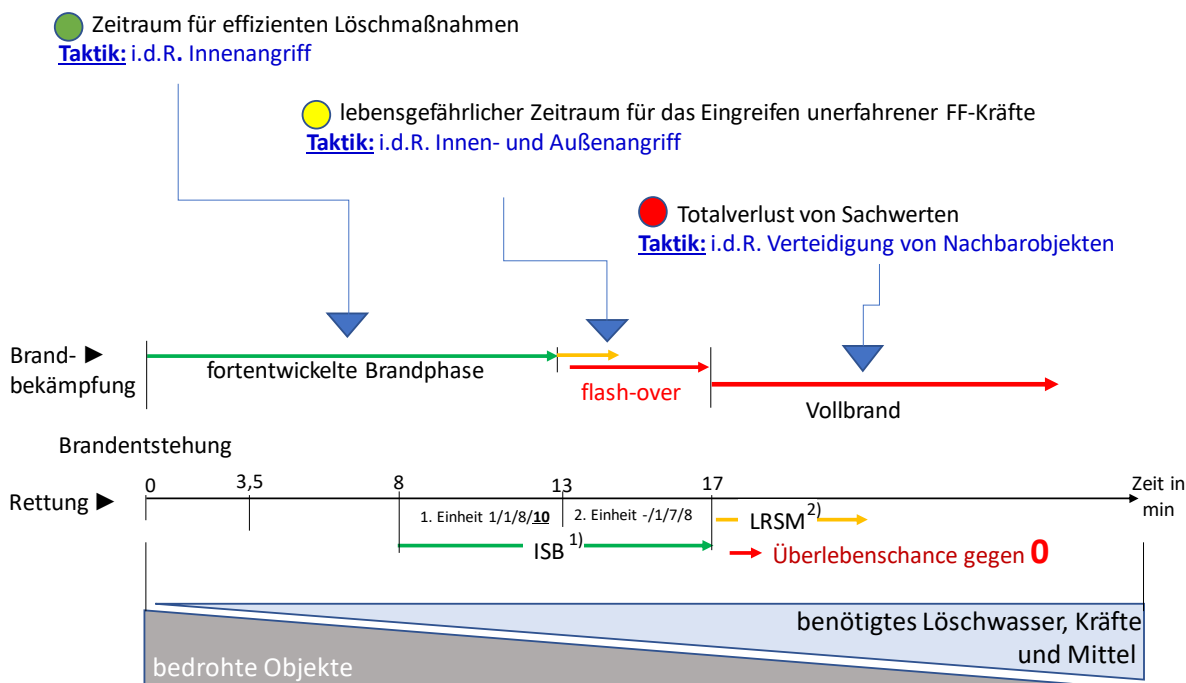 Zeitraum für effizienten Löschmaßnahmen
Taktik: i.d.R. Innenangriff
lebensgefährlicher Zeitraum für das Eingreifen unerfahrener FF-Kräfte
Taktik: i.d.R. Innen- und Außenangriff
Totalverlust von Sachwerten
Taktik: i.d.R. Verteidigung von Nachbarobjekten
Brand- ►
bekämpfung
fortentwickelte Brandphase
flash-over
Vollbrand
Brandentstehung
Rettung ►
0
3,5
8
13
17
Zeit in
min
1. Einheit 1/1/8/10
2. Einheit -/1/7/8
ISB 1)
LRSM 2)
Überlebenschance gegen 0
benötigtes Löschwasser, Kräfte
und Mittel
bedrohte Objekte